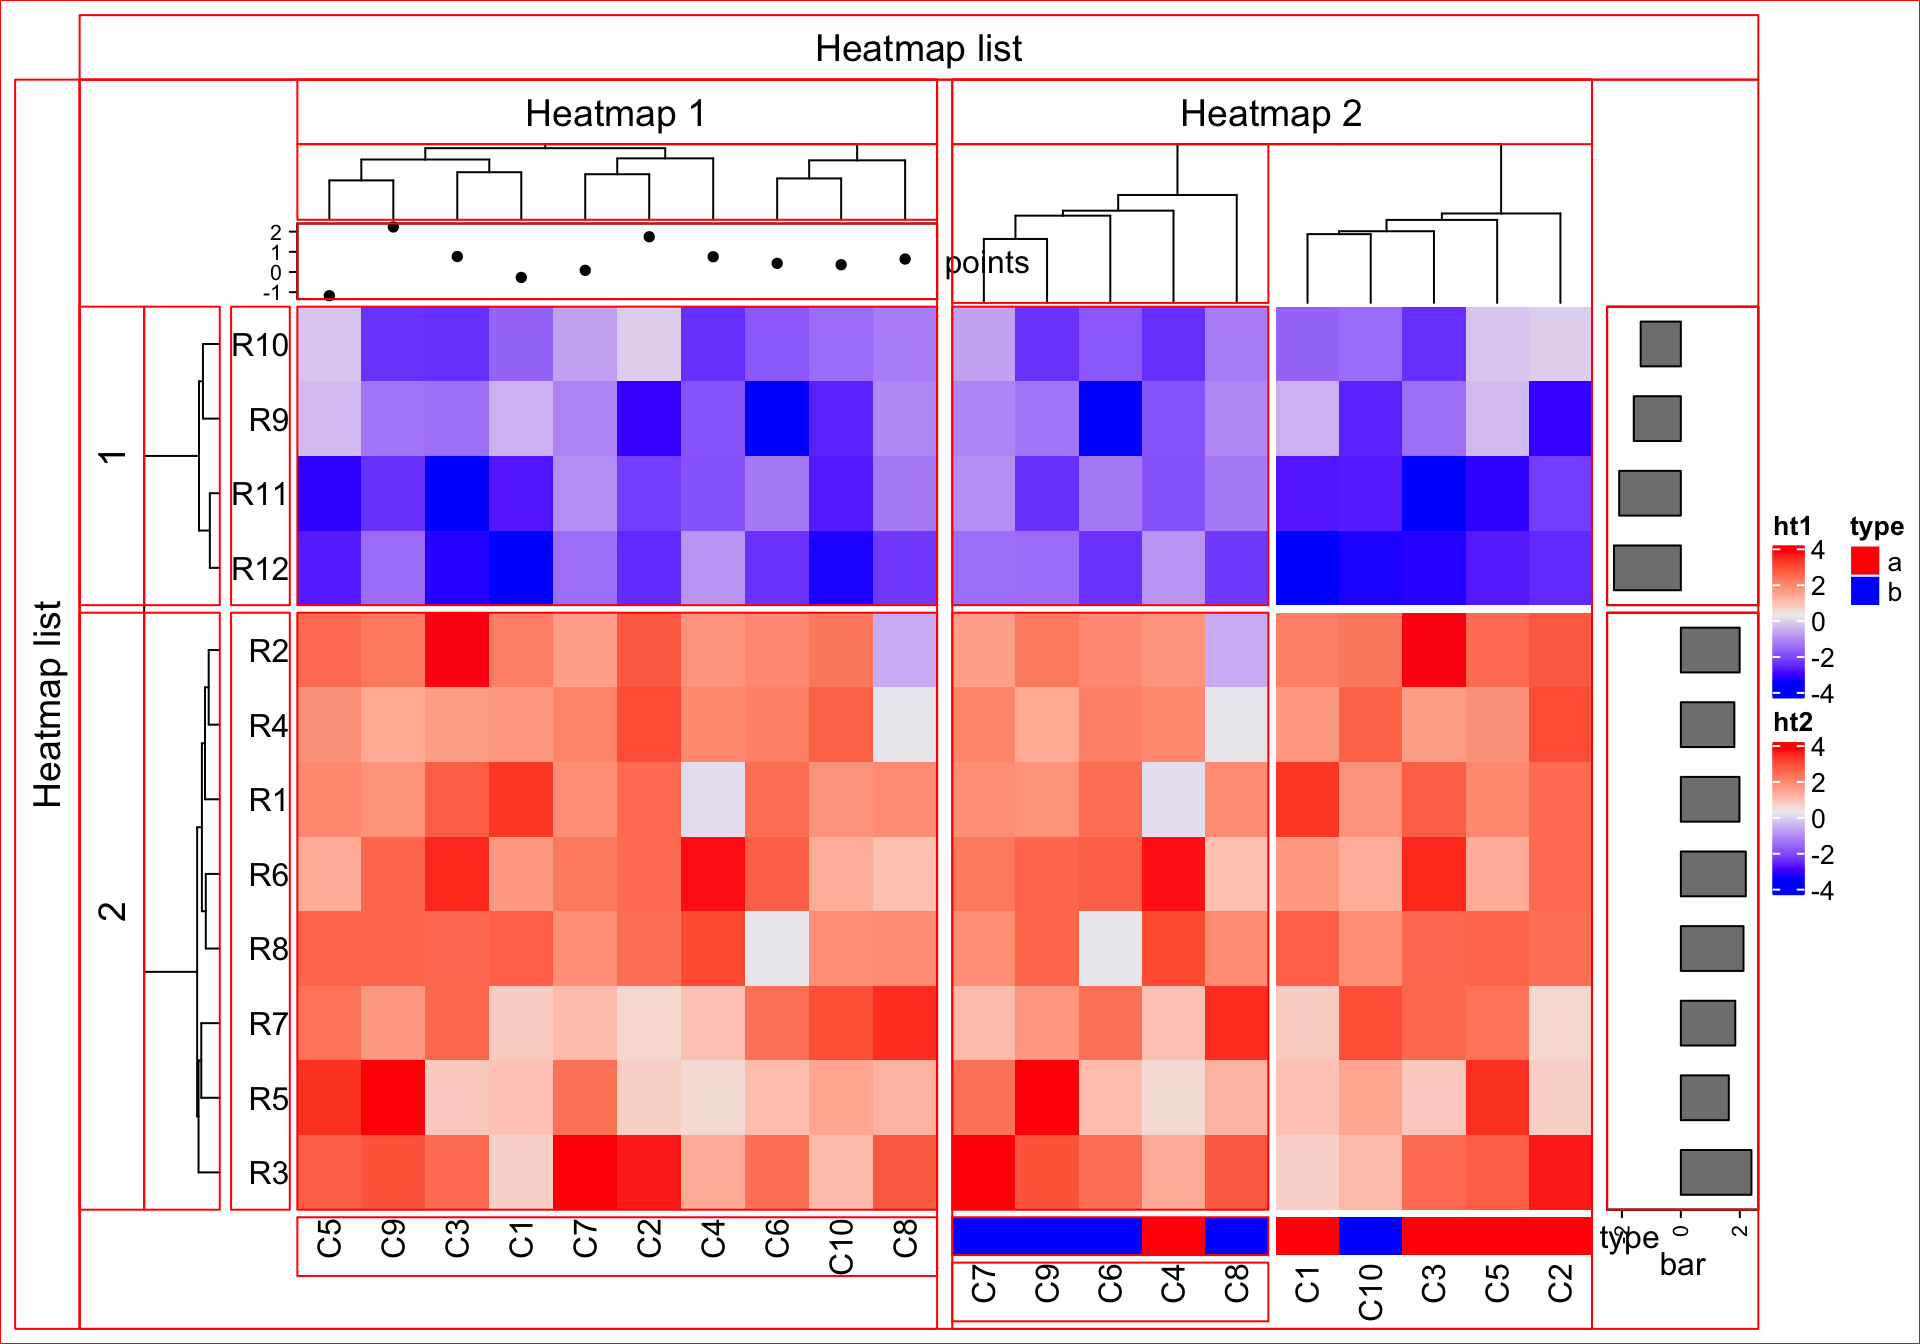 Heatmap list
Heatmap list
Heatmap 1
Heatmap 2
2
1
0
-1
points
1
R10
R9
R11
R12
2
R2
R4
R1
R6
R8
R7
R5
R3
C5 C9 C3 C1 C7 C2 C4 C6 C10 C8
type
C7 C9 C6 C4 C8 C1 C10 C3 C5 C2
-2 0 2
bar
ht1
4
2
0
-2
-4
type
a
b
ht2
4
2
0
-2
-4